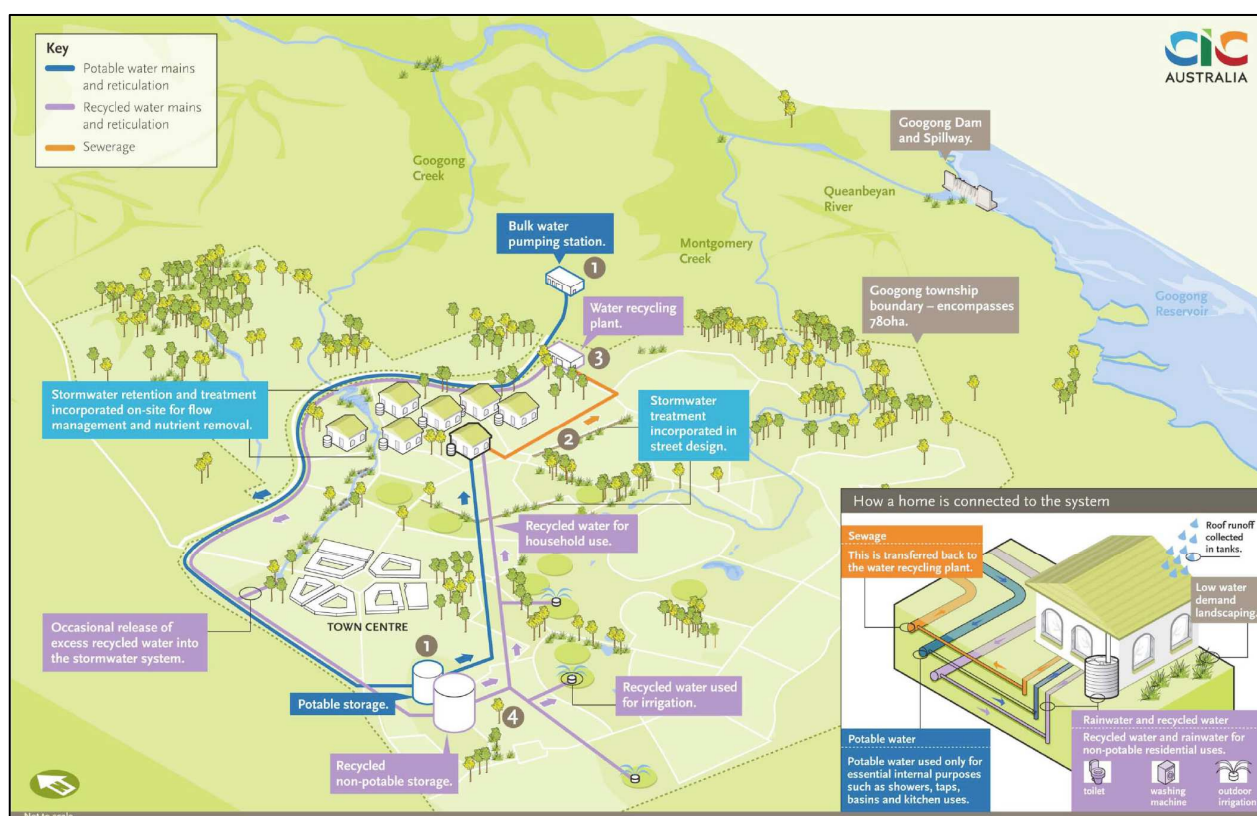 Key
Potable water mains
and reticulation
Recycled water mains
and reticulation
Sewerage
CIC
AUSTRALIA
Googong Dam
and Spillway.
Googong
Creek
Queanbeyan
River
Bulk water
pumping station.
1
Montgomery
Creek
Googong township
boundary – encompasses
780ha.
Googong
Reservoir
Water recycling
plant.
3
Stormwater retention and treatment
incorporated on-site for flow
management and nutrient removal.
Stormwater
treatment
incorporated in
street design.
2
Recycled water for
household use.
TOWN CENTRE
Occasional release of
excess recycled water into
the stormwater system.
1
Potable storage.
Recycled water used
for irrigation.
4
Recycled
non-potable storage.
How a home is connected to the system
Sewage
This is transferred back to
the water recycling plant.
Roof runoff
collected
in tanks.
Low water
demand
landscaping.
Potable water
Potable water used only for
essential internal purposes
such as showers, taps,
basins and kitchen uses.
Rainwater and recycled water
Recycled water and rainwater for
non-potable residential uses.
toilet
washing
machine
outdoor
irrigation
Not to scale